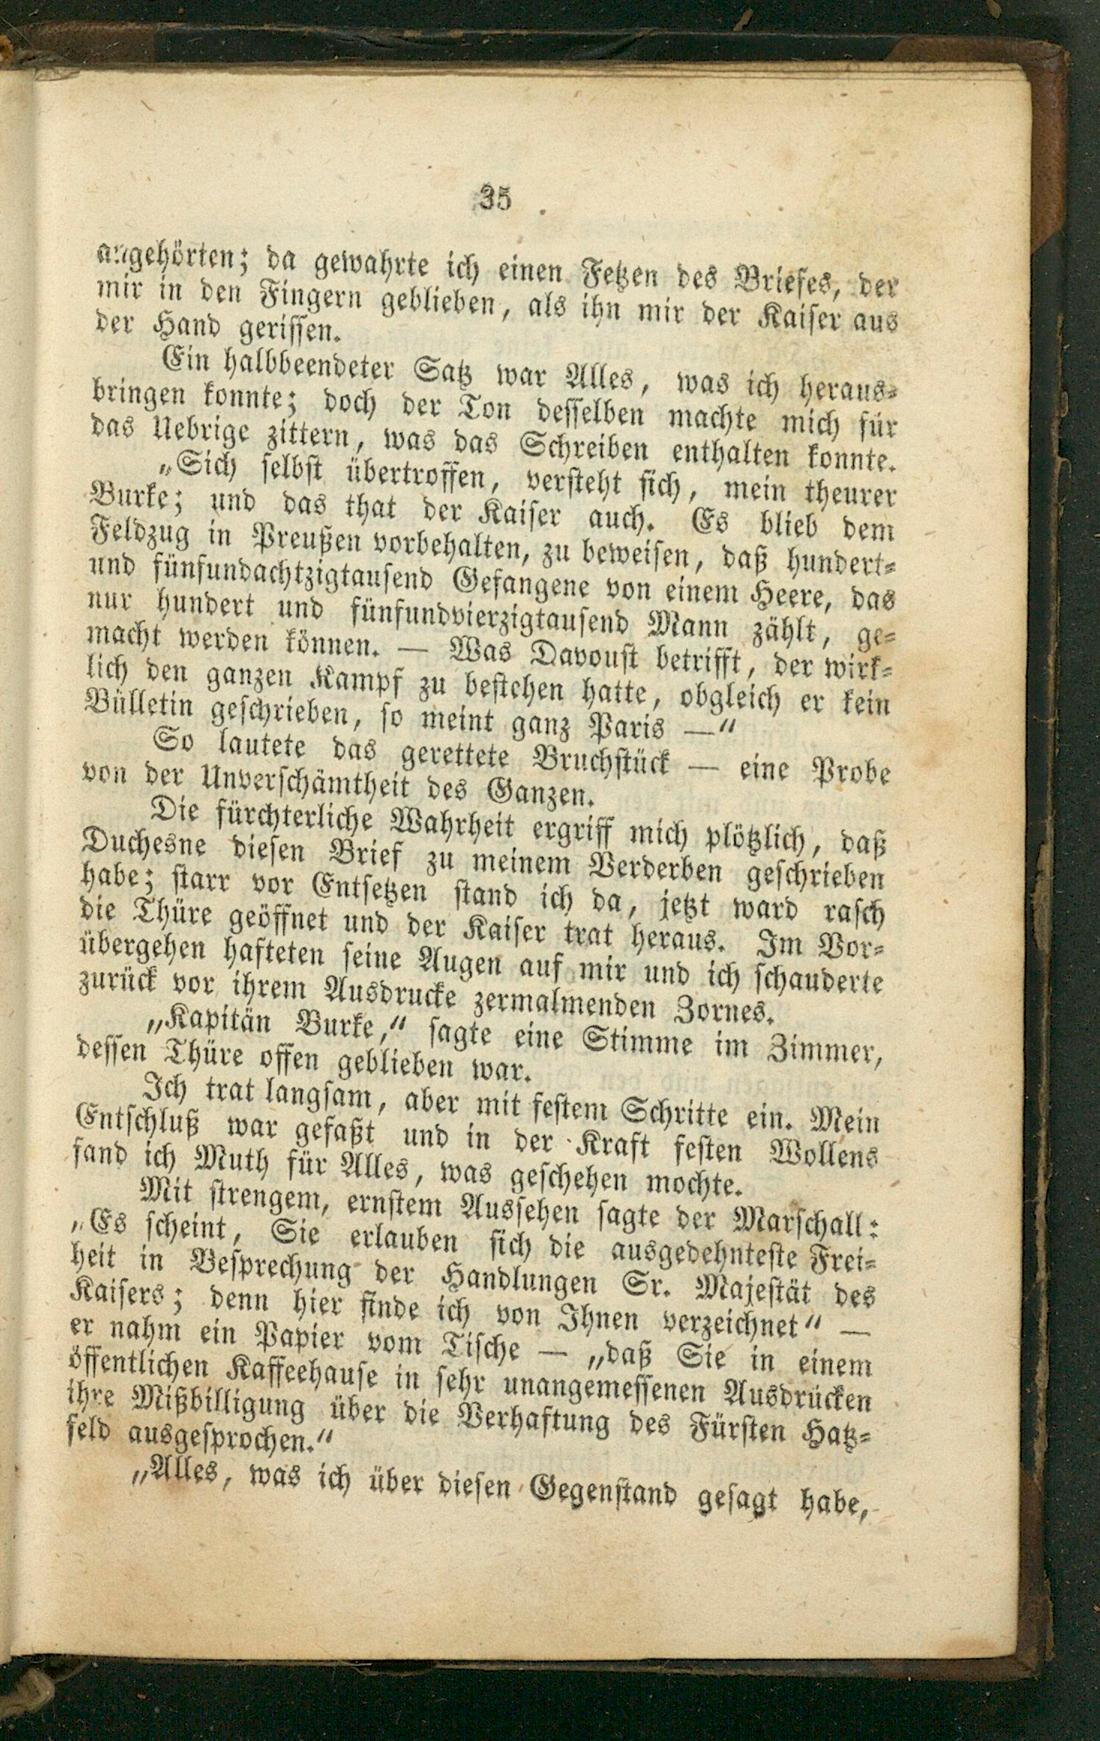 35
angehörten; da gewahrte ich einen Fetzen des Briefes, der
mir in den Fingern geblieben, als ihn mir der Kaiser aus
der Hand gerissen.
Ein halbbeendeter Satz war Alles, was ich heraus-
bringen konnte; doch der Ton desselben machte mich für
das Uebrige zittern, was das Schreiben enthalten konnte.
„Sich selbst übertroffen, versteht sich, mein theurer
Burke; und das that der Kaiser auch. Es blieb dem
Feldzug in Preußen vorbehalten, zu beweisen, daß hundert-
und fünfundachtzigtausend Gefangene von einem Heere, das
nur hundert und fünfundvierzigtausend Mann zählt, ge-
macht werden können. — Was Davoust betrifft, der wirk-
lich den ganzen Kampf zu bestehen hatte, obgleich er kein
Bülletin geschrieben, so meint ganz Paris —“
So lautete das gerettete Bruchstück — eine Probe
von der Unverschämtheit des Ganzen.
Die fürchterliche Wahrheit ergriff mich plötzlich, daß
Duchesne diesen Brief zu meinem Verderben geschrieben
habe; starr vor Entsetzen stand ich da, jetzt ward rasch
die Thüre geöffnet und der Kaiser trat heraus. Im Vor-
übergehen hafteten seine Augen auf mir und ich schauderte
zurück vor ihrem Ausdrucke zermalmenden Zornes.
„Kapitän Burke,“ sagte eine Stimme im Zimmer,
dessen Thüre offen geblieben war.
Ich trat langsam, aber mit festem Schritte ein. Mein
Entschluß war gefaßt und in der Kraft festen Wollens
fand ich Muth für Alles, was geschehen mochte.
Mit strengem, ernstem Aussehen sagte der Marschall:
„Es scheint, Sie erlauben sich die ausgedehnteste Frei-
heit in Besprechung der Handlungen Sr. Majestät des
Kaisers; denn hier finde ich von Ihnen verzeichnet“ —
er nahm ein Papier vom Tische — „daß Sie in einem
öffentlichen Kaffeehause in sehr unangemessenen Ausdrücken
ihre Mißbilligung über die Verhaftung des Fürsten Hatz-
feld ausgesprochen.“
„Alles, was ich über diesen Gegenstand gesagt habe,